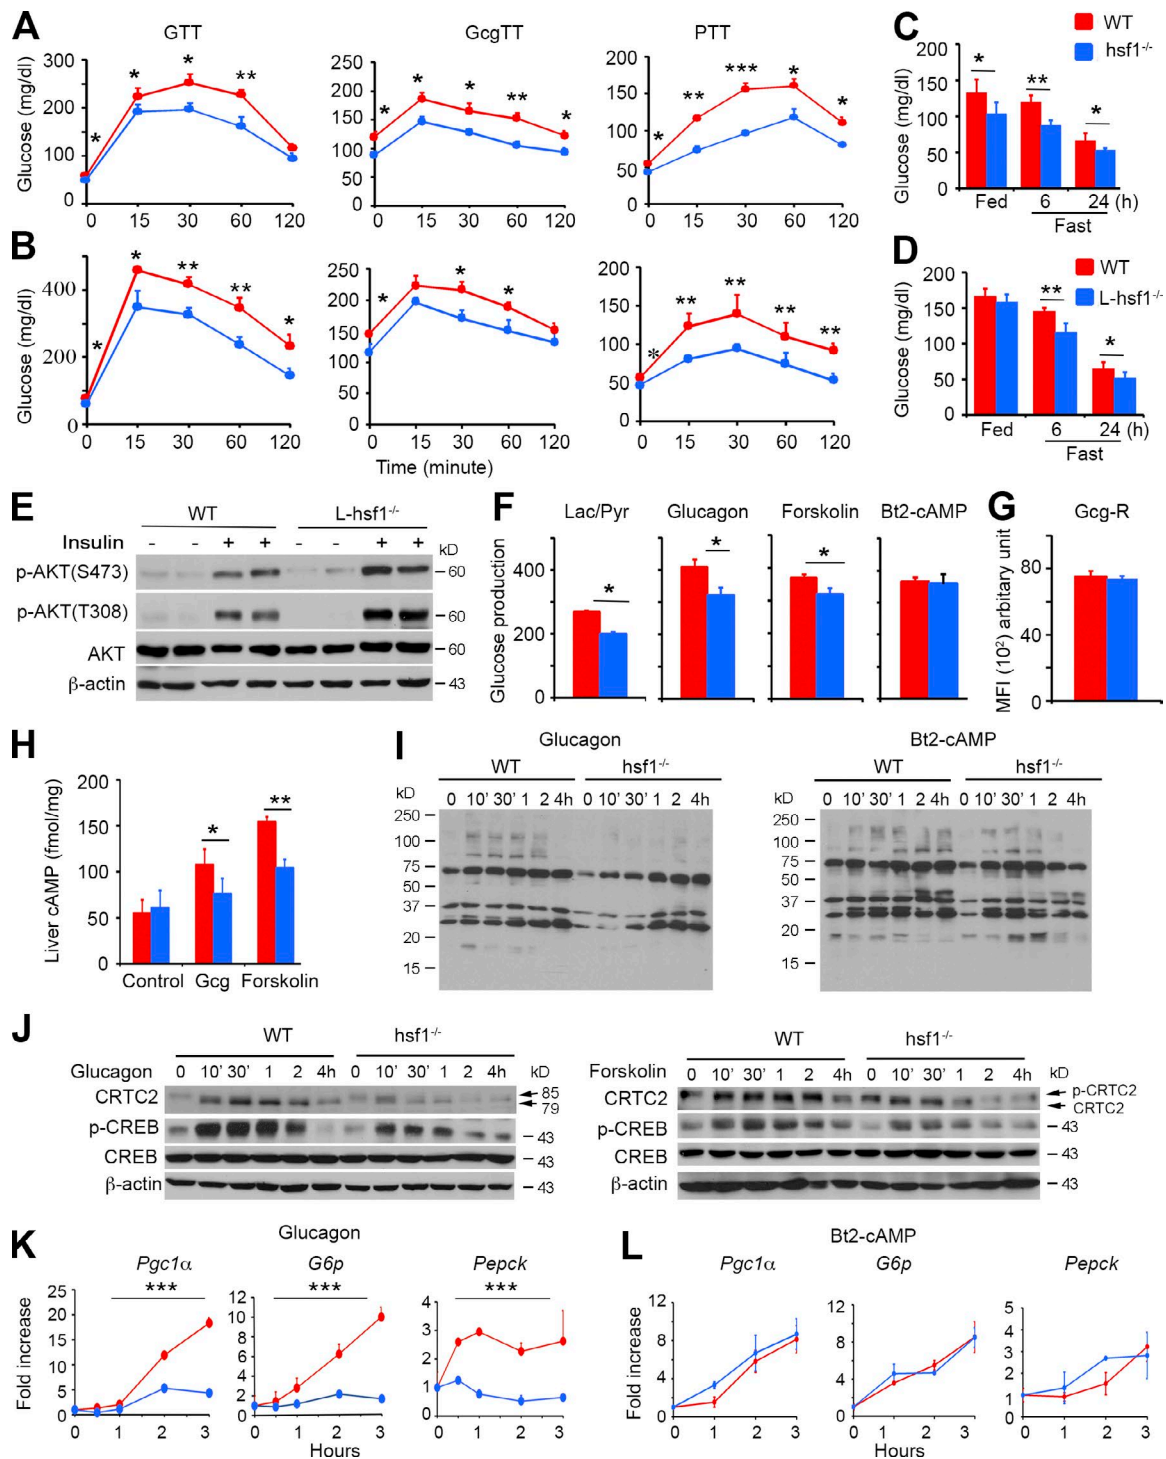 A GTT GcgTT PTT
Glucose (mg/dl)
300 200 100 0
* * * **
0 15 30 60 120
250 200 150 100 50 0
* * * ** *
0 15 30 60 120
200 150 100 50 0
* ** *** * *
0 15 30 60 120
C WT
hsf1-/-
Glucose (mg/dl)
200 150 100 50 0
* ** *
Fed 6 24 (h)
Fast
B
Glucose (mg/dl)
400 200 0
* * ** ** *
0 15 30 60 120
250 200 150 100 50 0
* * *
0 15 30 60 120
200 150 100 50 0
* ** ** ** **
0 15 30 60 120
Time (minute)
D WT
L-hsf1-/-
Glucose (mg/dl)
200 150 100 50 0
** *
Fed 6 24 (h)
Fast
E WT L-hsf1-/-
Insulin - - + + - - + + kD
p-AKT(S473) 60
p-AKT(T308) 60
AKT 60
β-actin 43
F Lac/Pyr Glucagon Forskolin Bt2-cAMP
Glucose production
400 200 0
* * *
G Gcg-R
MFI (10²) arbitary unit
80 40 0
H
Liver cAMP (fmol/mg)
200 150 100 50 0
* **
Control Gcg Forskolin
I Glucagon Bt2-cAMP
WT hsf1-/- WT hsf1-/-
kD 0 10' 30' 1 2 4h 0 10' 30' 1 2 4h
250
100
75
50
37
20
15
kD 0 10' 30' 1 2 4h 0 10' 30' 1 2 4h
250
100
75
50
37
20
15
J WT hsf1-/- WT hsf1-/-
Glucagon 0 10' 30' 1 2 4h 0 10' 30' 1 2 4h kD
CRTC2 85
79
p-CREB 43
CREB 43
β-actin 43
Forskolin 0 10' 30' 1 2 4h 0 10' 30' 1 2 4h kD
CRTC2 p-CRTC2
CRTC2
p-CREB 43
CREB 43
β-actin 43
K Glucagon
Pgc1α G6p Pepck
*** *** ***
Fold increase
25 20 15 10 5 0
0 1 2 3
12 10 8 6 4 2 0
0 1 2 3
4 3 2 1 0
0 1 2 3
Hours
L Bt2-cAMP
Pgc1α G6p Pepck
Fold increase
12 8 4 0
0 1 2 3
12 8 4 0
0 1 2 3
5 4 3 2 1 0
0 1 2 3
Hours